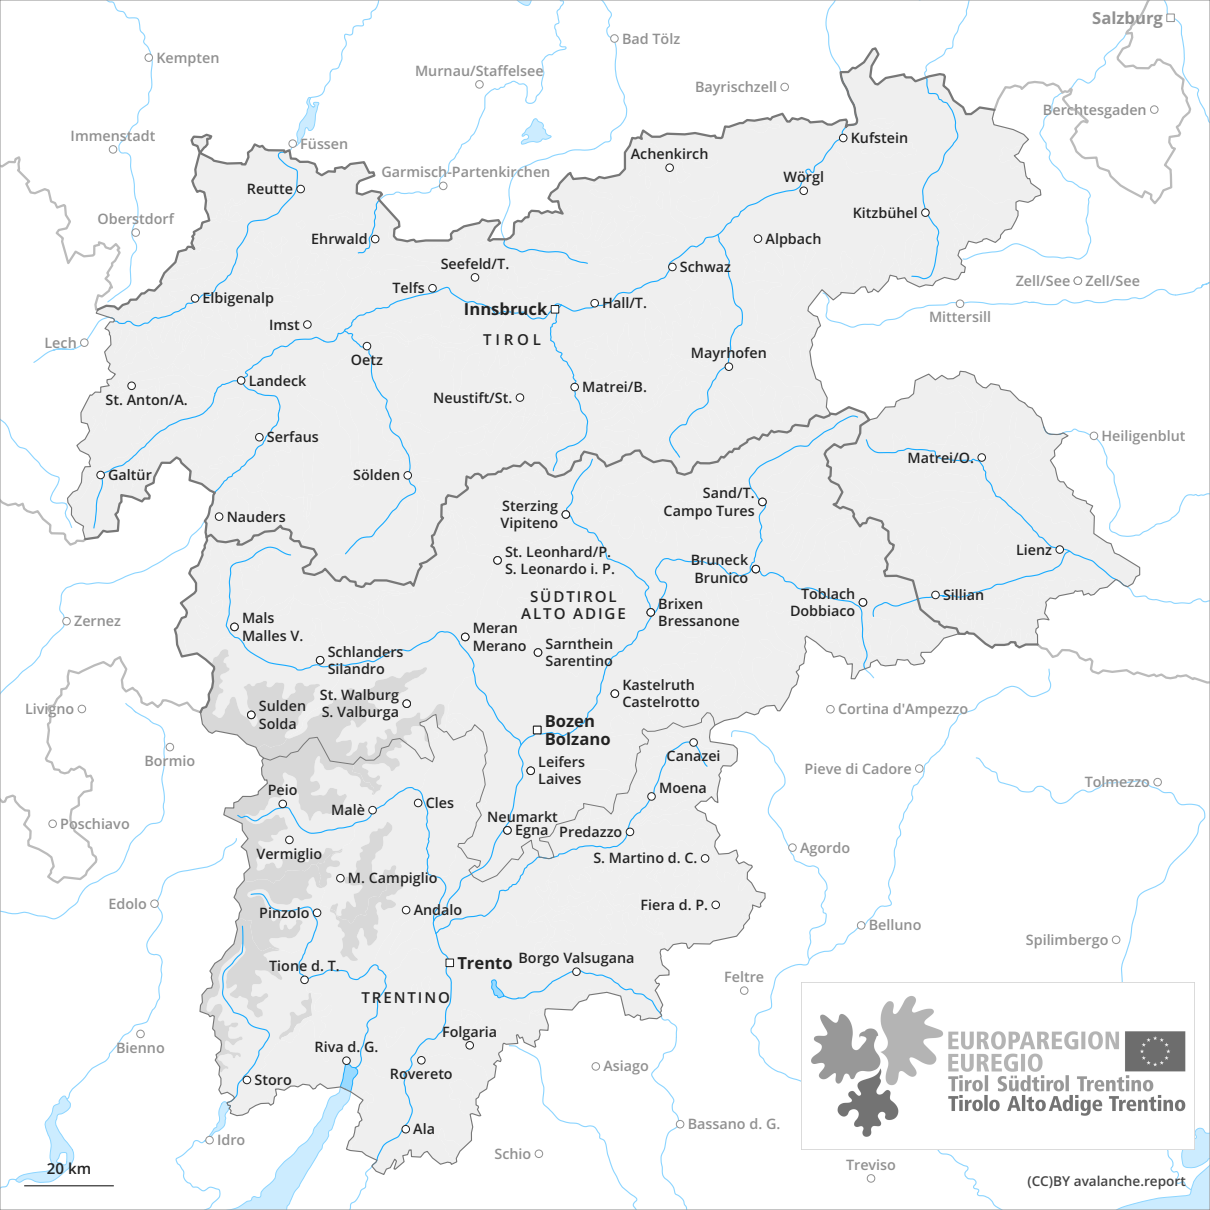 Salzburg
Bad Tölz
Kempten
Murnau/Staffelsee
Bayrischzell
Berchtesgaden
Immenstadt
Füssen
Kufstein
Achenkirch
Garmisch-Partenkirchen
Wörgl
Reutte
Kitzbühel
Oberstdorf
Ehrwald
Alpbach
Seefeld/T.
Schwaz
Zell/See
Zell/See
Telfs
Elbigenalp
Hall/T.
Innsbruck
Mittersill
Imst
TIROL
Lech
Mayrhofen
Oetz
Landeck
Matrei/B.
St. Anton/A.
Neustift/St.
Serfaus
Heiligenblut
Matrei/O.
Galtür
Sölden
Sand/T.
Campo Tures
Sterzing
Vipiteno
Nauders
Lienz
St. Leonhard/P.
S. Leonardo i. P.
Bruneck
Brunico
SÜDTIROL
ALTO ADIGE
Toblach
Dobbiaco
Sillian
Brixen
Bressanone
Zernez
Mals
Malles V.
Meran
Merano
Sarnthein
Sarentino
Schlanders
Silandro
Kastelruth
Castelrotto
St. Walburg
S. Valburga
Sulden
Solda
Livigno
Cortina d'Ampezzo
Bozen
Bolzano
Bormio
Canazei
Leifers
Laives
Pieve di Cadore
Tolmezzo
Peio
Moena
Malè
Cles
Neumarkt
Egna
Predazzo
Poschiavo
Vermiglio
Agordo
S. Martino d. C.
M. Campiglio
Edolo
Pinzolo
Andalo
Fiera d. P.
Belluno
Spilimbergo
Trento
Borgo Valsugana
Tione d. T.
Feltre
TRENTINO
Folgaria
Bienno
Riva d. G.
Rovereto
Asiago
Storo
EUROPAREGION
EUREGIO
Tirol Südtirol Trentino
Tirolo Alto Adige Trentino
Ala
Bassano d. G.
Idro
Schio
Treviso
20 km
(CC)BY avalanche.report